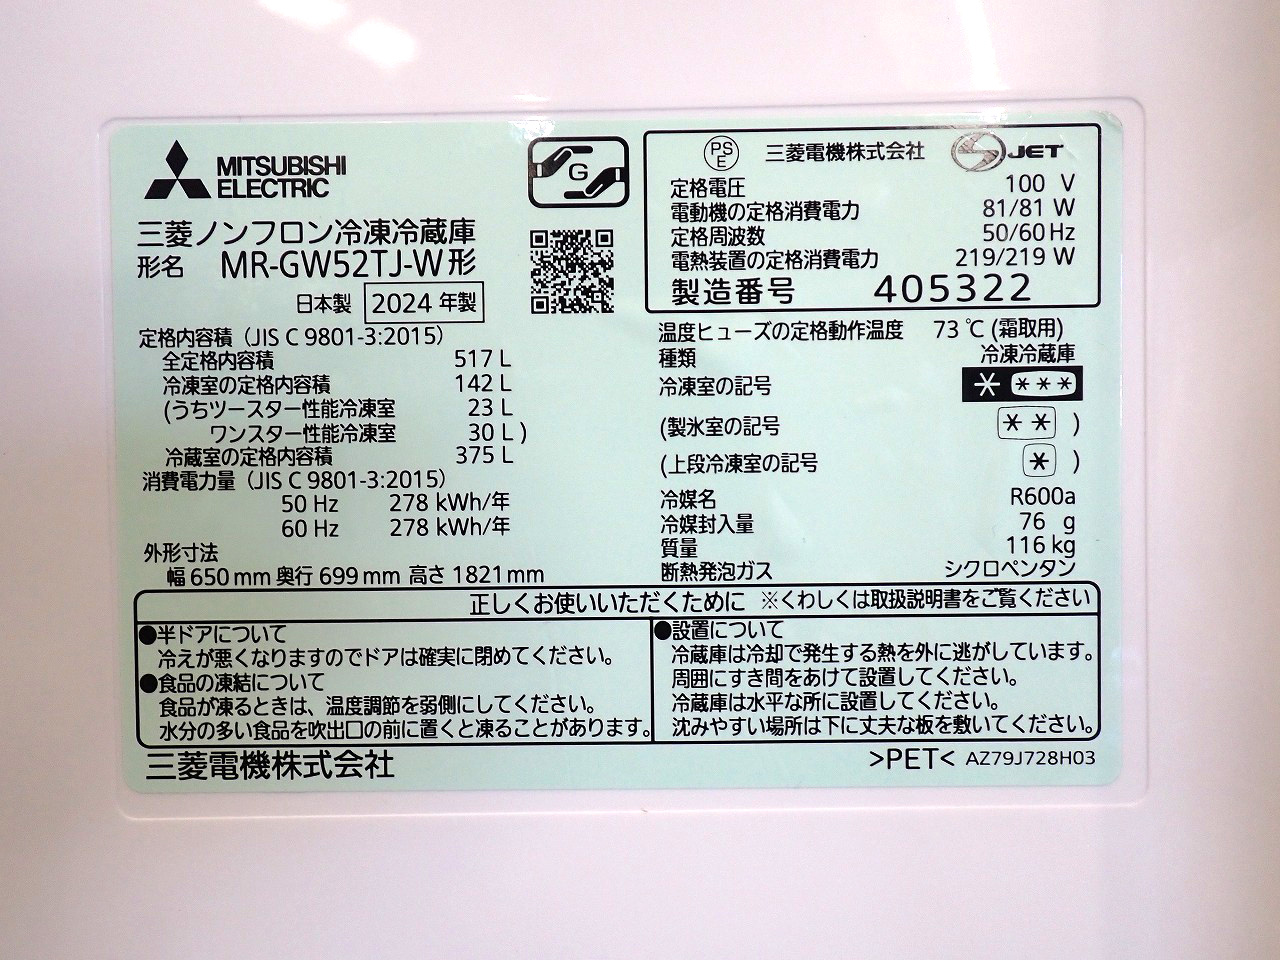 MITSUBISHI
ELECTRIC
G
三菱ノンフロン冷凍冷蔵庫
形名 MR-GW52TJ-W形
日本製 2024 年製
定格内容積 (JIS C 9801-3:2015)
全定格内容積 517 L
冷凍室の定格内容積 142 L
(うちツースター性能冷凍室 23 L
ワンスター性能冷凍室 30 L )
冷蔵室の定格内容積 375 L
消費電力量 (JIS C 9801-3:2015)
50 Hz 278 kWh/年
60 Hz 278 kWh/年
外形寸法
幅 650 mm 奥行 699 mm 高さ 1821 mm
PS
E
三菱電機株式会社 JET
定格電圧 100 V
電動機の定格消費電力 81/81 W
定格周波数 50/60 Hz
電熱装置の定格消費電力 219/219 W
製造番号 405322
温度ヒューズの定格動作温度 73 ℃ (霜取用)
種類 冷凍冷蔵庫
冷凍室の記号 * ***
(製氷室の記号 ** )
(上段冷凍室の記号 * )
冷媒名 R600a
冷媒封入量 76 g
質量 116 kg
断熱発泡ガス シクロペンタン
正しくお使いいただくために ※くわしくは取扱説明書をご覧ください
●半ドアについて
冷えが悪くなりますのでドアは確実に閉めてください。
●食品の凍結について
食品が凍るときは、温度調節を弱側にしてください。
水分の多い食品を吹出口の前に置くと凍ることがあります。
●設置について
冷蔵庫は冷却で発生する熱を外に逃がしています。
周囲にすき間をあけて設置してください。
冷蔵庫は水平な所に設置してください。
沈みやすい場所は下に丈夫な板を敷いてください。
三菱電機株式会社
>PET< AZ79J728H03